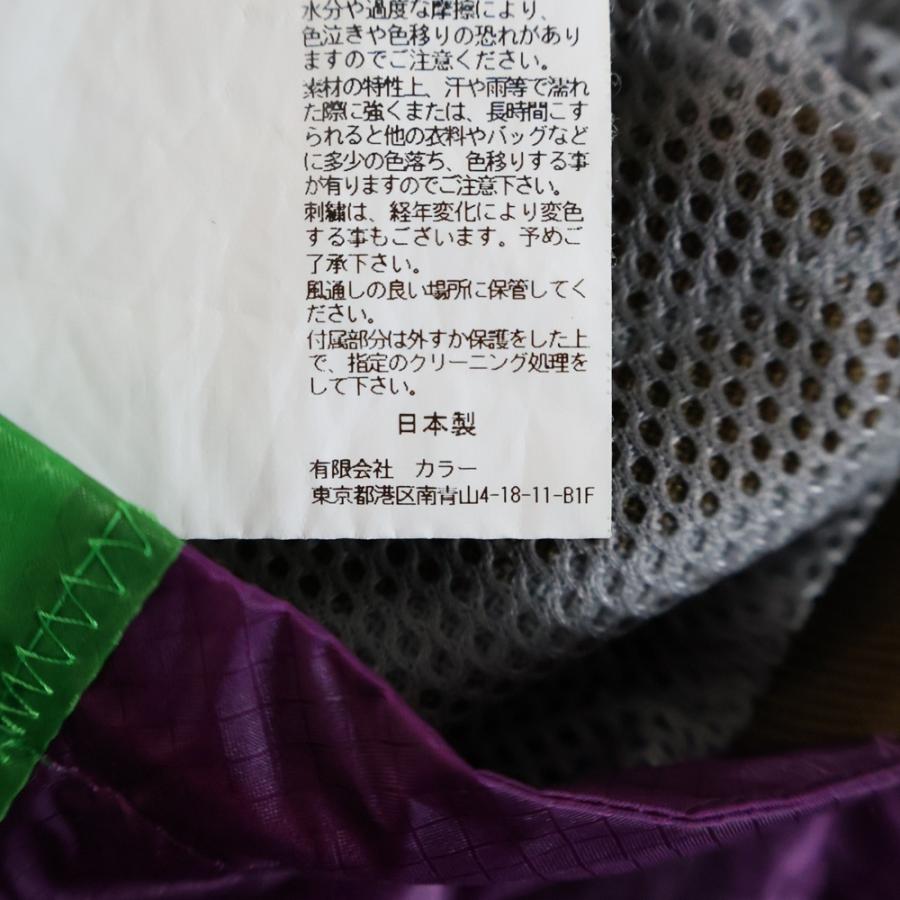 水分や過度な摩擦により、
色泣きや色移りの恐れがあり
ますのでご注意ください。
素材の特性上、汗や雨等で濡れ
た際に強くまたは、長時間こす
られると他の衣料やバッグなど
に多少の色落ち、色移りする事
が有りますのでご注意下さい。
刺繍は、経年変化により変色
する事もございます。予めご
了承下さい。
風通しの良い場所に保管してく
ださい。
付属部分は外すか保護をした上
で、指定のクリーニング処理を
して下さい。
日本製
有限会社　カラー
東京都港区南青山4-18-11-B1F